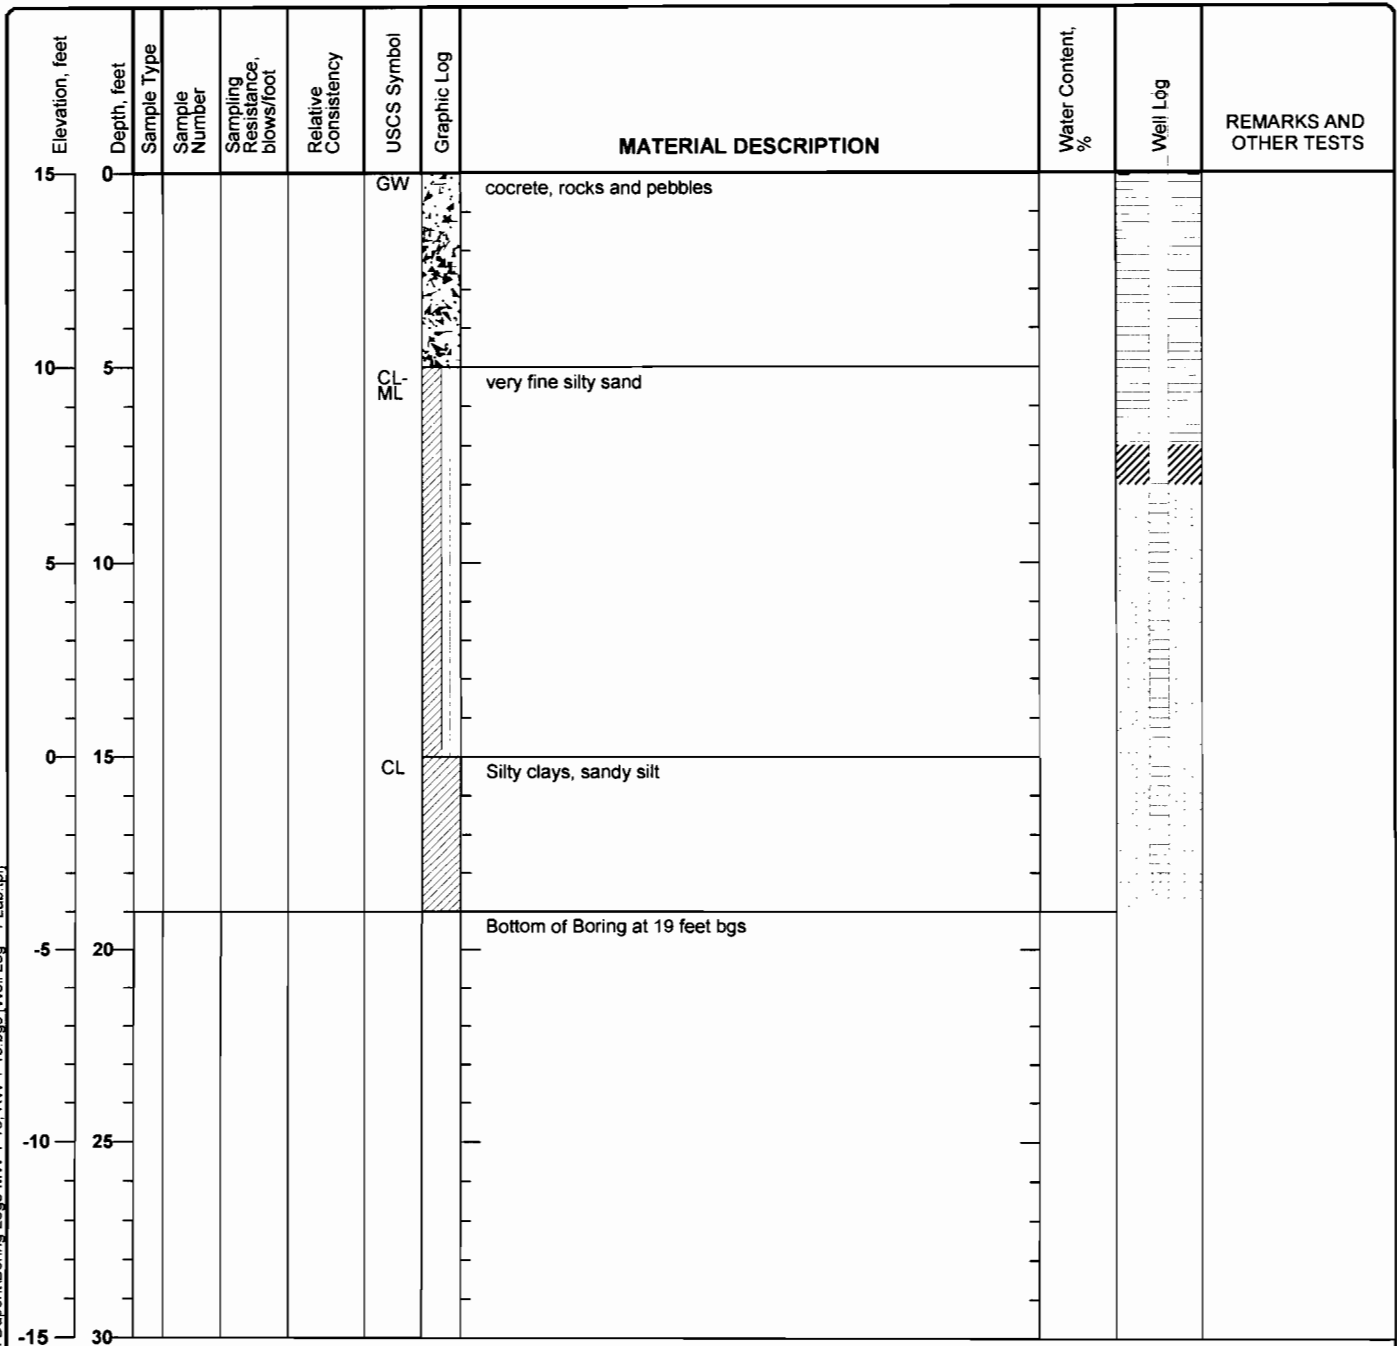 Elevation, feet
Depth, feet
Sample Type
Sample
Number
Sampling
Resistance,
blows/foot
Relative
Consistency
USCS Symbol
Graphic Log
MATERIAL DESCRIPTION
Water Content,
%
Well Log
REMARKS AND
OTHER TESTS
15 0
GW cocrete, rocks and pebbles
10 5
CL-
ML
very fine silty sand
5 10
0 15
CL Silty clays, sandy silt
Bottom of Boring at 19 feet bgs
-5 20
-10 25
-15 30